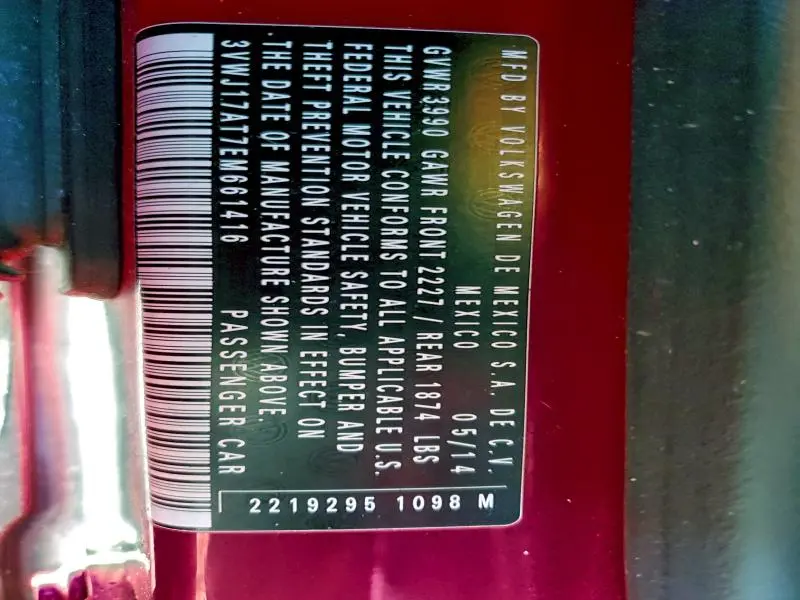 MFD BY VOLKSWAGEN DE MEXICO S.A. DE C.V.
MEXICO 05/14
GVWR 3990 GAWR FRONT 2227 / REAR 1874 LBS
THIS VEHICLE CONFORMS TO ALL APPLICABLE U.S.
FEDERAL MOTOR VEHICLE SAFETY, BUMPER AND
THEFT PREVENTION STANDARDS IN EFFECT ON
THE DATE OF MANUFACTURE SHOWN ABOVE.
3VWJ17AT7EM661416 PASSENGER CAR
2219295 1098 M